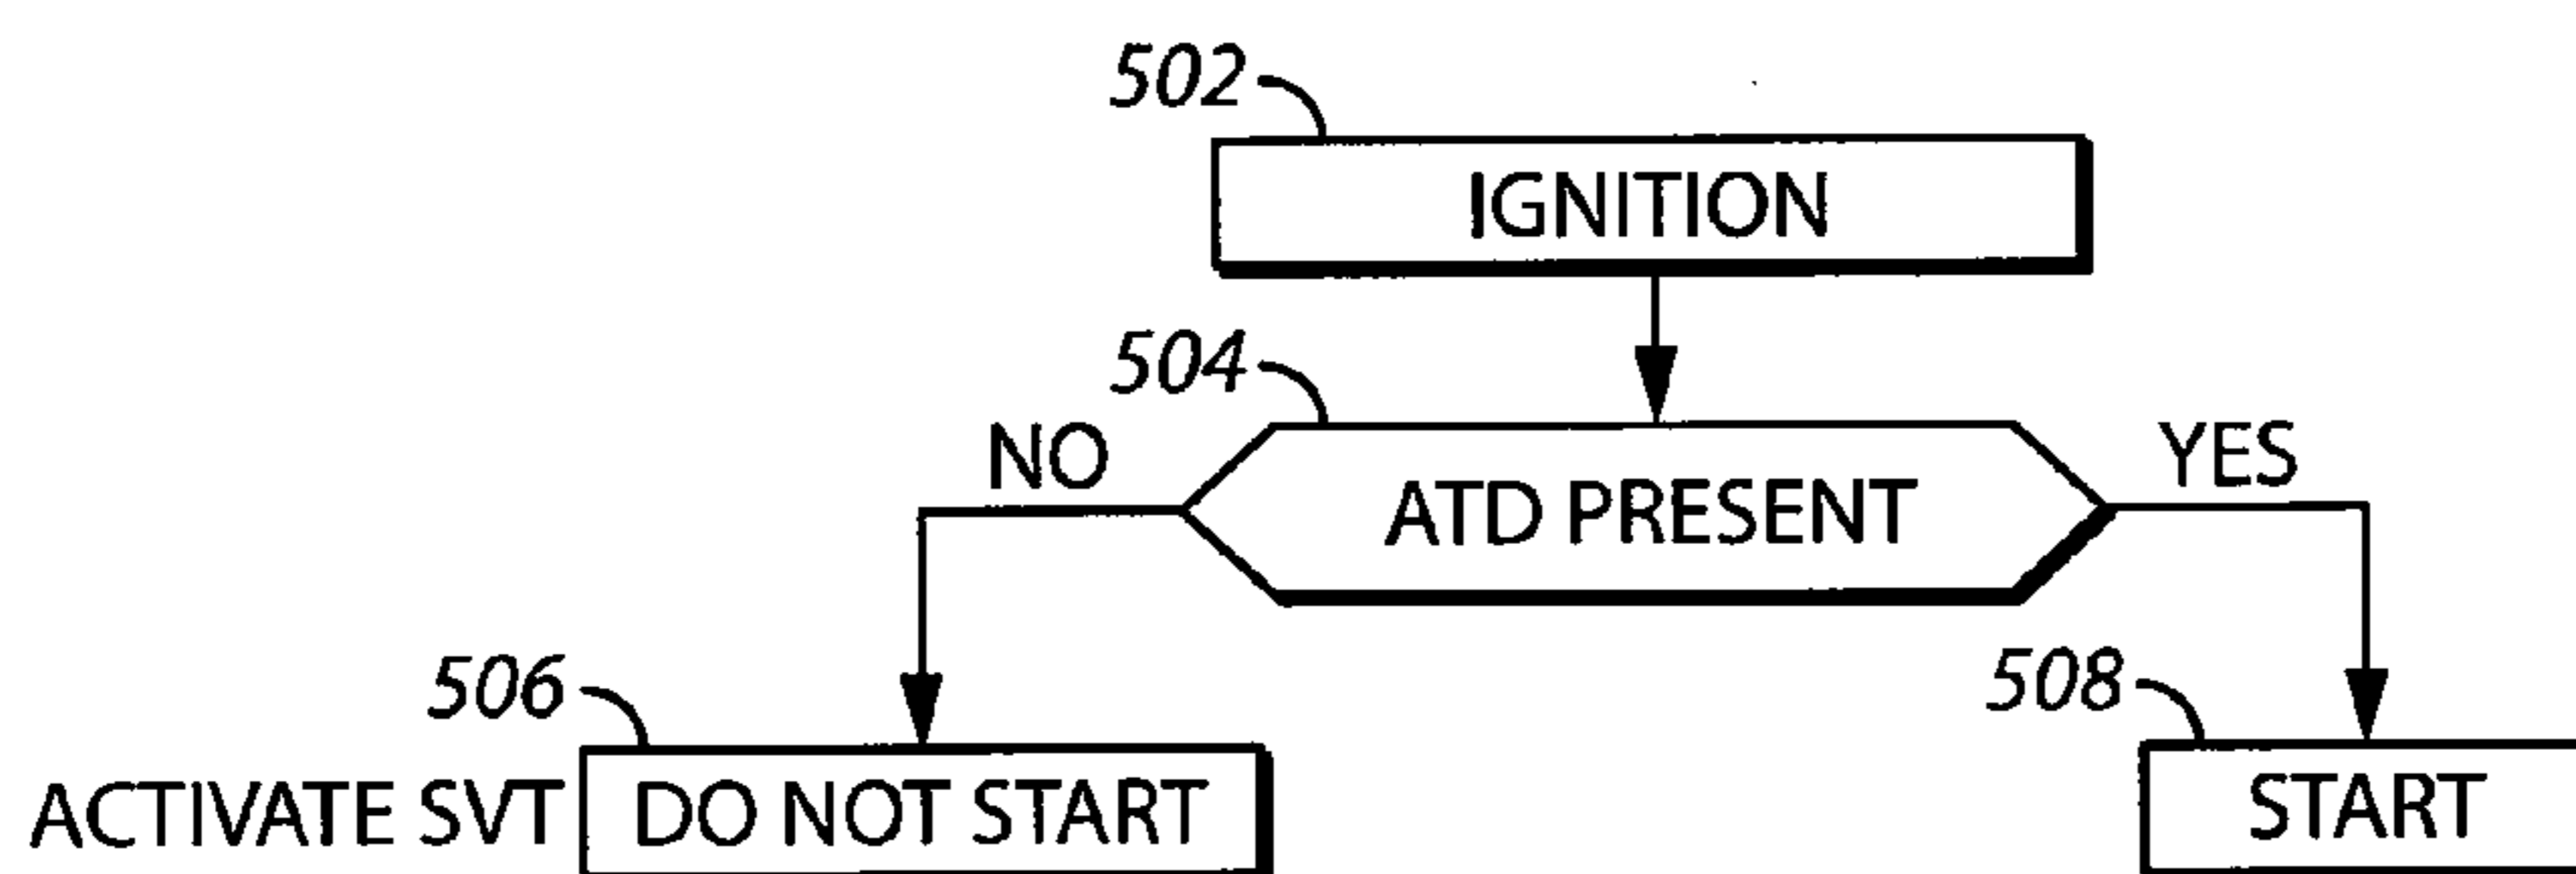 502
IGNITION
504
NO
ATD PRESENT
YES
506
508
ACTIVATE SVT
DO NOT START
START